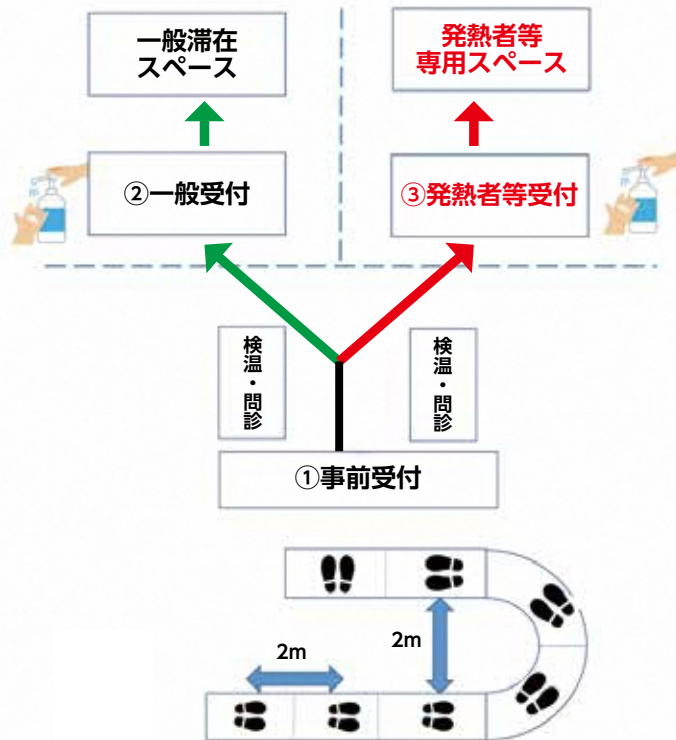 一般滞在
スペース
発熱者等
専用スペース
②一般受付
③発熱者等受付
検温・問診
検温・問診
①事前受付
2m
2m